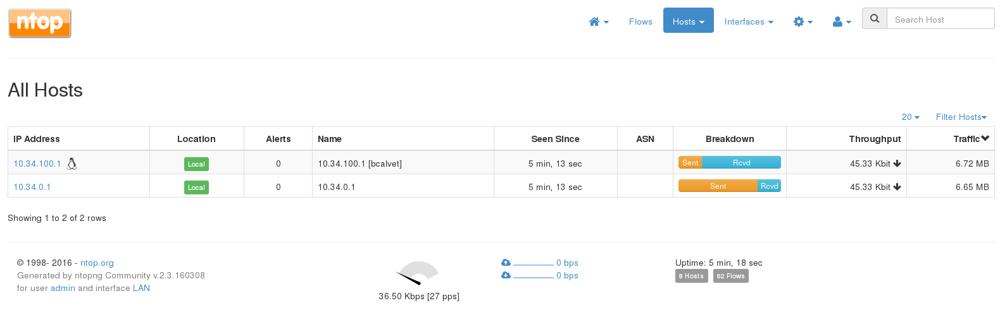 ntop
Flows Hosts Interfaces Search Host
All Hosts
20 Filter Hosts
IP Address Location Alerts Name Seen Since ASN Breakdown Throughput Traffic
10.34.100.1 Local 0 10.34.100.1 [bcalvet] 5 min, 13 sec Sent Rcvd 45.33 Kbit 6.72 MB
10.34.0.1 Local 0 10.34.0.1 5 min, 13 sec Sent Rcvd 45.33 Kbit 6.65 MB
Showing 1 to 2 of 2 rows
© 1998- 2016 - ntop.org
Generated by ntopng Community v.2.3.160308
for user admin and interface LAN
36.50 Kbps [27 pps]
0 bps
0 bps
Uptime: 5 min, 18 sec
8 Hosts 62 Flows